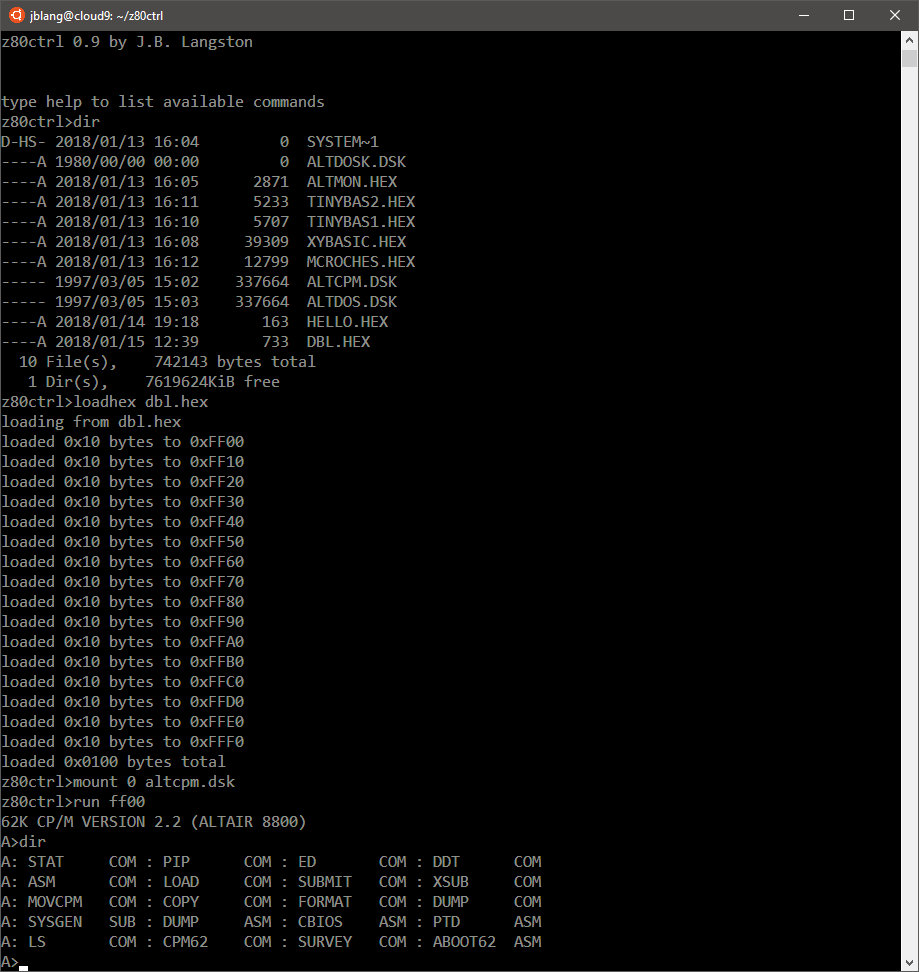 jblang@cloud9: ~/z80ctrl
z80ctrl 0.9 by J.B. Langston
type help to list available commands
z80ctrl>dir
D-HS- 2018/01/13 16:04         0  SYSTEM~1
----A 1980/00/00 00:00         0  ALTDOSK.DSK
----A 2018/01/13 16:05      2871  ALTMON.HEX
----A 2018/01/13 16:11      5233  TINYBAS2.HEX
----A 2018/01/13 16:10      5707  TINYBAS1.HEX
----A 2018/01/13 16:08     39309  XYBASIC.HEX
----A 2018/01/13 16:12     12799  MCROCHES.HEX
----- 1997/03/05 15:02    337664  ALTCPM.DSK
----- 1997/03/05 15:03    337664  ALTDOS.DSK
----A 2018/01/14 19:18       163  HELLO.HEX
----A 2018/01/15 12:39       733  DBL.HEX
  10 File(s),    742143 bytes total
   1 Dir(s),    7619624KiB free
z80ctrl>loadhex dbl.hex
loading from dbl.hex
loaded 0x10 bytes to 0xFF00
loaded 0x10 bytes to 0xFF10
loaded 0x10 bytes to 0xFF20
loaded 0x10 bytes to 0xFF30
loaded 0x10 bytes to 0xFF40
loaded 0x10 bytes to 0xFF50
loaded 0x10 bytes to 0xFF60
loaded 0x10 bytes to 0xFF70
loaded 0x10 bytes to 0xFF80
loaded 0x10 bytes to 0xFF90
loaded 0x10 bytes to 0xFFA0
loaded 0x10 bytes to 0xFFB0
loaded 0x10 bytes to 0xFFC0
loaded 0x10 bytes to 0xFFD0
loaded 0x10 bytes to 0xFFE0
loaded 0x10 bytes to 0xFFF0
loaded 0x0100 bytes total
z80ctrl>mount 0 altcpm.dsk
z80ctrl>run ff00
62K CP/M VERSION 2.2 (ALTAIR 8800)
A>dir
A: STAT     COM : PIP      COM : ED       COM : DDT      COM
A: ASM      COM : LOAD     COM : SUBMIT   COM : XSUB     COM
A: MOVCPM   COM : COPY     COM : FORMAT   COM : DUMP     COM
A: SYSGEN   SUB : DUMP     ASM : CBIOS    ASM : PTD      ASM
A: LS       COM : CPM62    COM : SURVEY   COM : ABOOT62  ASM
A>